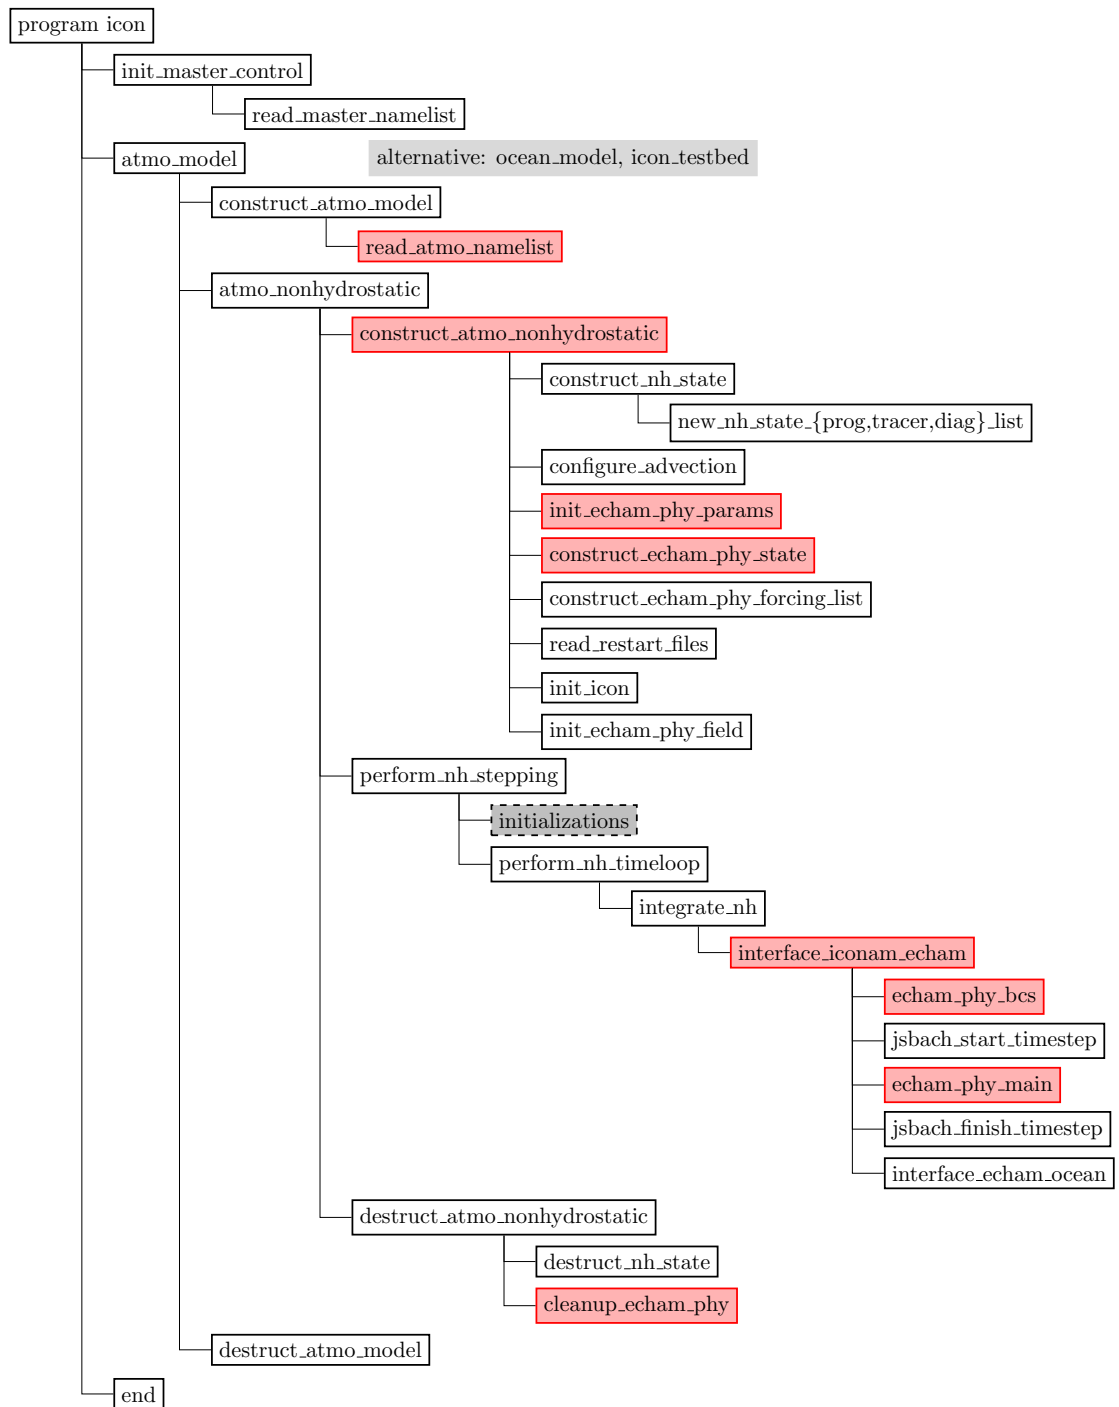 program icon
init_master_control
read_master_namelist
atmo_model
alternative: ocean_model, icon_testbed
construct_atmo_model
read_atmo_namelist
atmo_nonhydrostatic
construct_atmo_nonhydrostatic
construct_nh_state
new_nh_state_{prog,tracer,diag}_list
configure_advection
init_echam_phy_params
construct_echam_phy_state
construct_echam_phy_forcing_list
read_restart_files
init_icon
init_echam_phy_field
perform_nh_stepping
initializations
perform_nh_timeloop
integrate_nh
interface_iconam_echam
echam_phy_bcs
jsbach_start_timestep
echam_phy_main
jsbach_finish_timestep
interface_echam_ocean
destruct_atmo_nonhydrostatic
destruct_nh_state
cleanup_echam_phy
destruct_atmo_model
end